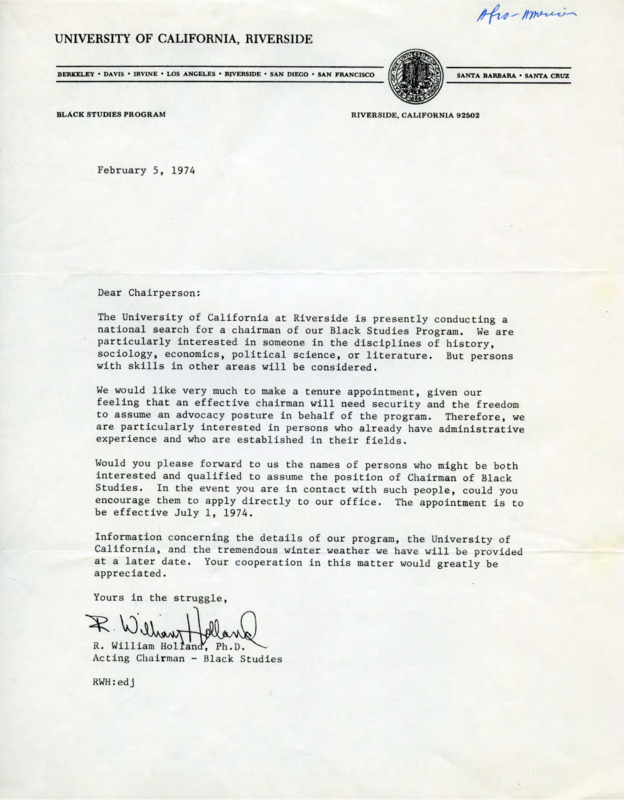 Afro-American
UNIVERSITY OF CALIFORNIA, RIVERSIDE
BERKELEY • DAVIS • IRVINE • LOS ANGELES • RIVERSIDE • SAN DIEGO • SAN FRANCISCO
SANTA BARBARA • SANTA CRUZ
BLACK STUDIES PROGRAM
RIVERSIDE, CALIFORNIA 92502
February 5, 1974
Dear Chairperson:
The University of California at Riverside is presently conducting a
national search for a chairman of our Black Studies Program. We are
particularly interested in someone in the disciplines of history,
sociology, economics, political science, or literature. But persons
with skills in other areas will be considered.
We would like very much to make a tenure appointment, given our
feeling that an effective chairman will need security and the freedom
to assume an advocacy posture in behalf of the program. Therefore, we
are particularly interested in persons who already have administrative
experience and who are established in their fields.
Would you please forward to us the names of persons who might be both
interested and qualified to assume the position of Chairman of Black
Studies. In the event you are in contact with such people, could you
encourage them to apply directly to our office. The appointment is to
be effective July 1, 1974.
Information concerning the details of our program, the University of
California, and the tremendous winter weather we have will be provided
at a later date. Your cooperation in this matter would greatly be
appreciated.
Yours in the struggle,
R. William Holland
R. William Holland, Ph.D.
Acting Chairman - Black Studies
RWH:edj